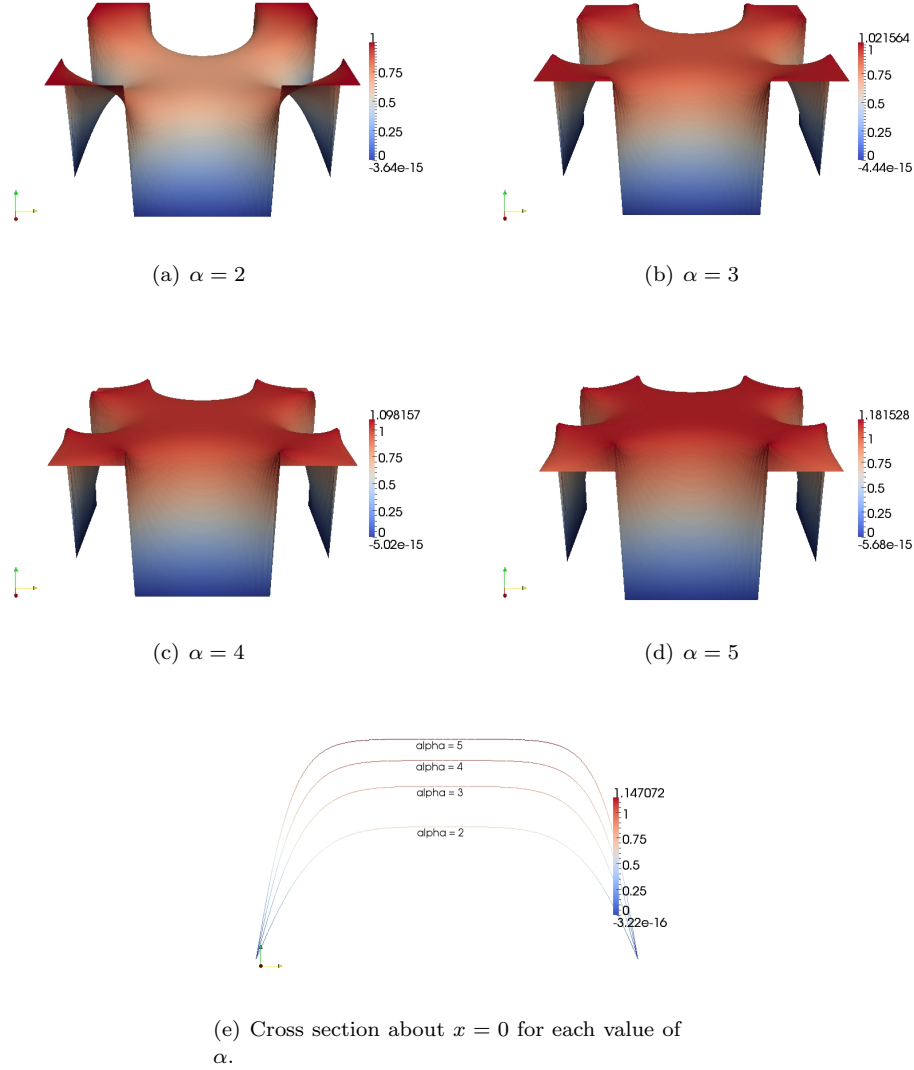 1
0.75
0.5
0.25
0
-3.64e-15
1.021564
1
0.75
0.5
0.25
0
-4.44e-15
(a) α = 2
(b) α = 3
1.098157
1
0.75
0.5
0.25
0
-5.02e-15
1.181528
1
0.75
0.5
0.25
0
-5.68e-15
(c) α = 4
(d) α = 5
alpha = 5
alpha = 4
alpha = 3
alpha = 2
1.147072
1
0.75
0.5
0.25
0
-3.22e-16
(e) Cross section about x = 0 for each value of
α.